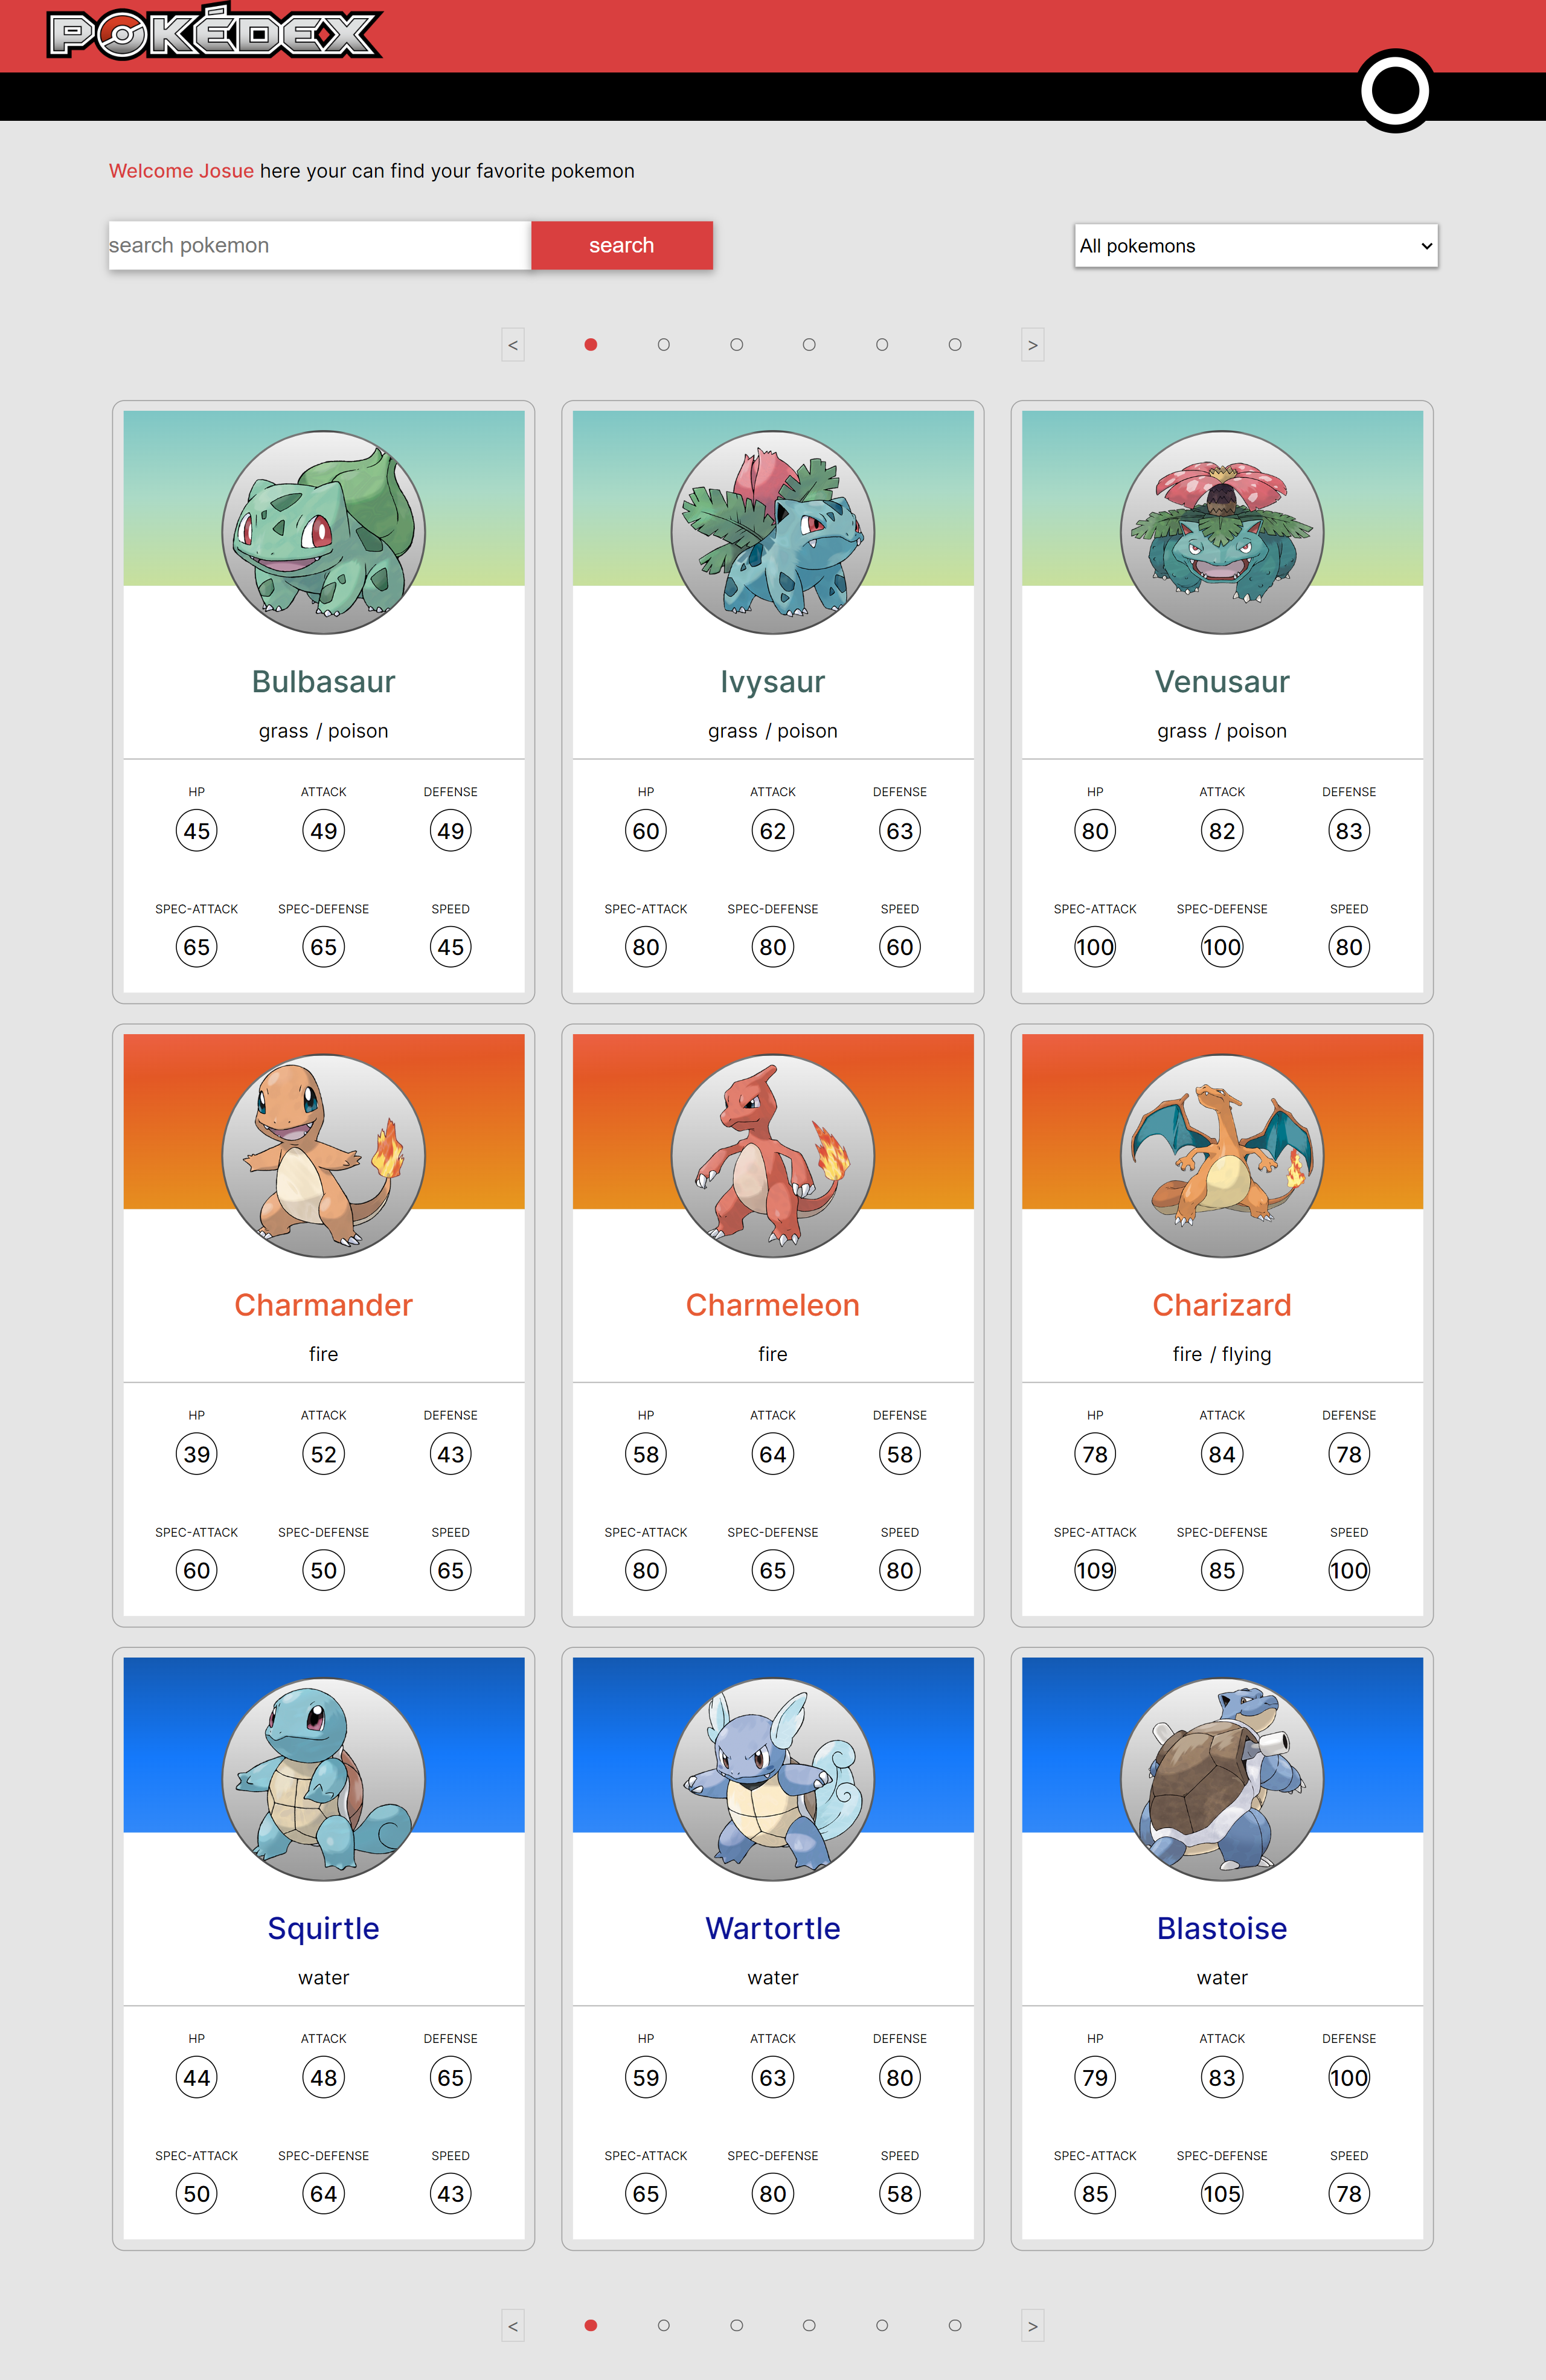 POKÉDEX
Welcome Josue here your can find your favorite pokemon
search pokemon search All pokemons
< >
Bulbasaur Ivysaur Venusaur
grass / poison grass / poison grass / poison
HP ATTACK DEFENSE HP ATTACK DEFENSE HP ATTACK DEFENSE
45 49 49 60 62 63 80 82 83
SPEC-ATTACK SPEC-DEFENSE SPEED SPEC-ATTACK SPEC-DEFENSE SPEED SPEC-ATTACK SPEC-DEFENSE SPEED
65 65 45 80 80 60 100 100 80
Charmander Charmeleon Charizard
fire fire fire / flying
HP ATTACK DEFENSE HP ATTACK DEFENSE HP ATTACK DEFENSE
39 52 43 58 64 58 78 84 78
SPEC-ATTACK SPEC-DEFENSE SPEED SPEC-ATTACK SPEC-DEFENSE SPEED SPEC-ATTACK SPEC-DEFENSE SPEED
60 50 65 80 65 80 109 85 100
Squirtle Wartortle Blastoise
water water water
HP ATTACK DEFENSE HP ATTACK DEFENSE HP ATTACK DEFENSE
44 48 65 59 63 80 79 83 100
SPEC-ATTACK SPEC-DEFENSE SPEED SPEC-ATTACK SPEC-DEFENSE SPEED SPEC-ATTACK SPEC-DEFENSE SPEED
50 64 43 65 80 58 85 105 78
< >